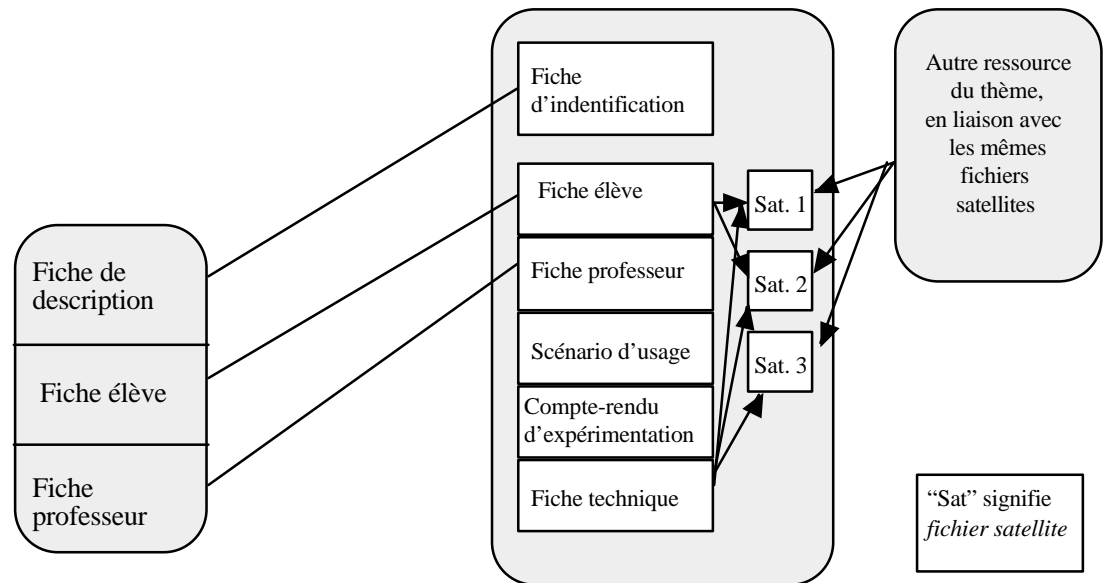 Fiche de
description
Fiche élève
Fiche
professeur
Fiche
d’indentification
Fiche élève
Fiche professeur
Scénario d’usage
Compte-rendu
d’expérimentation
Fiche technique
Sat. 1
Sat. 2
Sat. 3
Autre ressource
du thème,
en liaison avec
les mêmes
fichiers
satellites
“Sat” signifie
fichier satellite